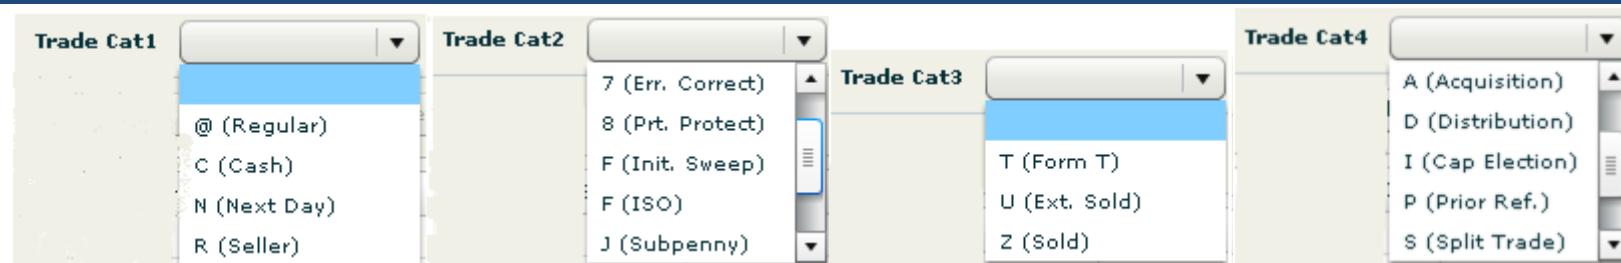 Trade Cat1
@ (Regular)
C (Cash)
N (Next Day)
R (Seller)
Trade Cat2
7 (Err. Correct)
8 (Prt. Protect)
F (Init. Sweep)
F (ISO)
J (Subpenny)
Trade Cat3
T (Form T)
U (Ext. Sold)
Z (Sold)
Trade Cat4
A (Acquisition)
D (Distribution)
I (Cap Election)
P (Prior Ref.)
S (Split Trade)